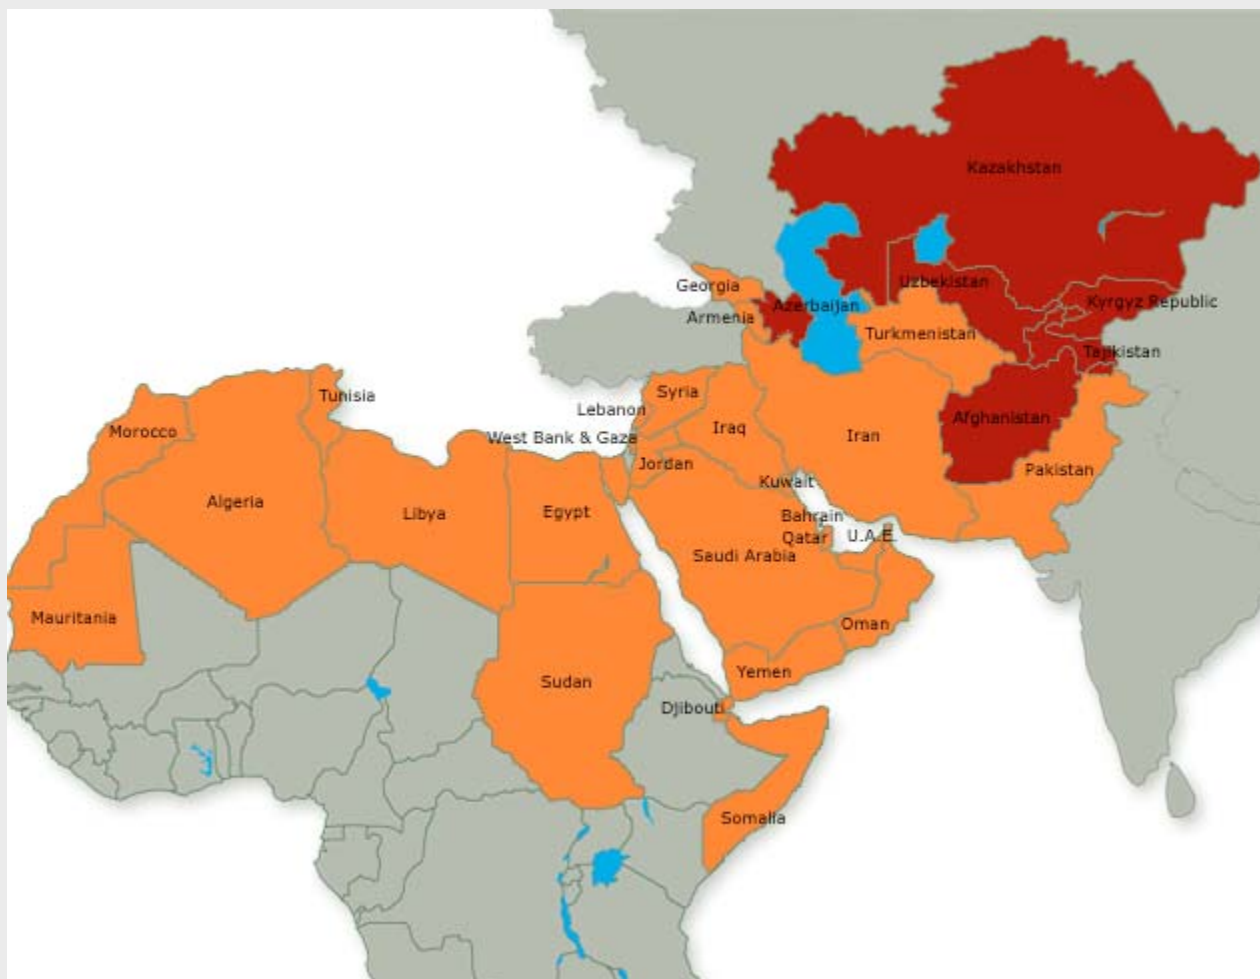 Kazakhstan
Uzbekistan
Kyrgyz Republic
Georgia
Azerbaijan
Armenia
Turkmenistan
Tajikistan
Tunisia
Syria
Lebanon
Afghanistan
Morocco
Iraq
Iran
West Bank & Gaza
Jordan
Pakistan
Kuwait
Algeria
Libya
Egypt
Bahrain
Qatar
U.A.E.
Saudi Arabia
Mauritania
Oman
Yemen
Sudan
Djibouti
Somalia